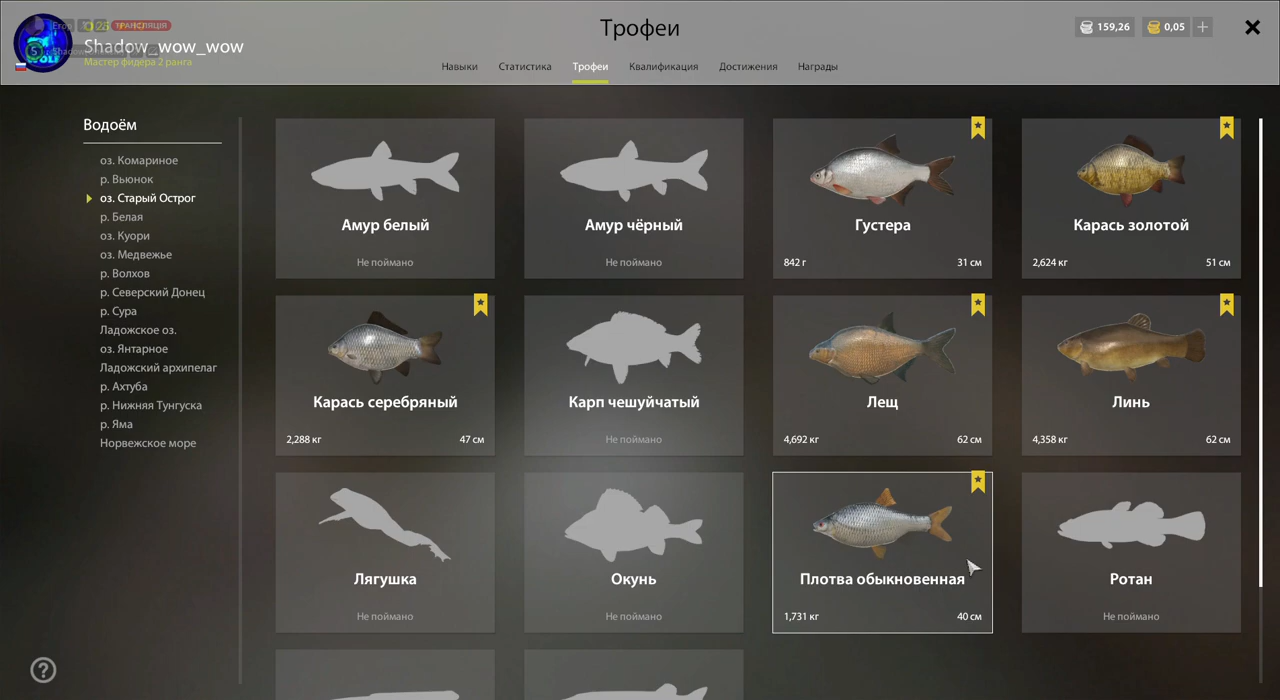 Егор
25
ТРАНСЛЯЦИЯ
Shadow_wow_wow
Мастер фидера 2 ранга
Трофеи
159,26
0,05
Навыки
Статистика
Трофеи
Квалификация
Достижения
Награды
Водоём
оз. Комариное
р. Вьюнок
оз. Старый Острог
р. Белая
оз. Куори
оз. Медвежье
р. Волхов
р. Северский Донец
р. Сура
Ладожское оз.
оз. Янтарное
Ладожский архипелаг
р. Ахтуба
р. Нижняя Тунгуска
р. Яма
Норвежское море
Амур белый
Не поймано
Амур чёрный
Не поймано
Густера
842 г 31 см
Карась золотой
2,624 кг 51 см
Карась серебряный
2,288 кг 47 см
Карп чешуйчатый
Не поймано
Лещ
4,692 кг 62 см
Линь
4,358 кг 62 см
Лягушка
Не поймано
Окунь
Не поймано
Плотва обыкновенная
1,731 кг 40 см
Ротан
Не поймано
?